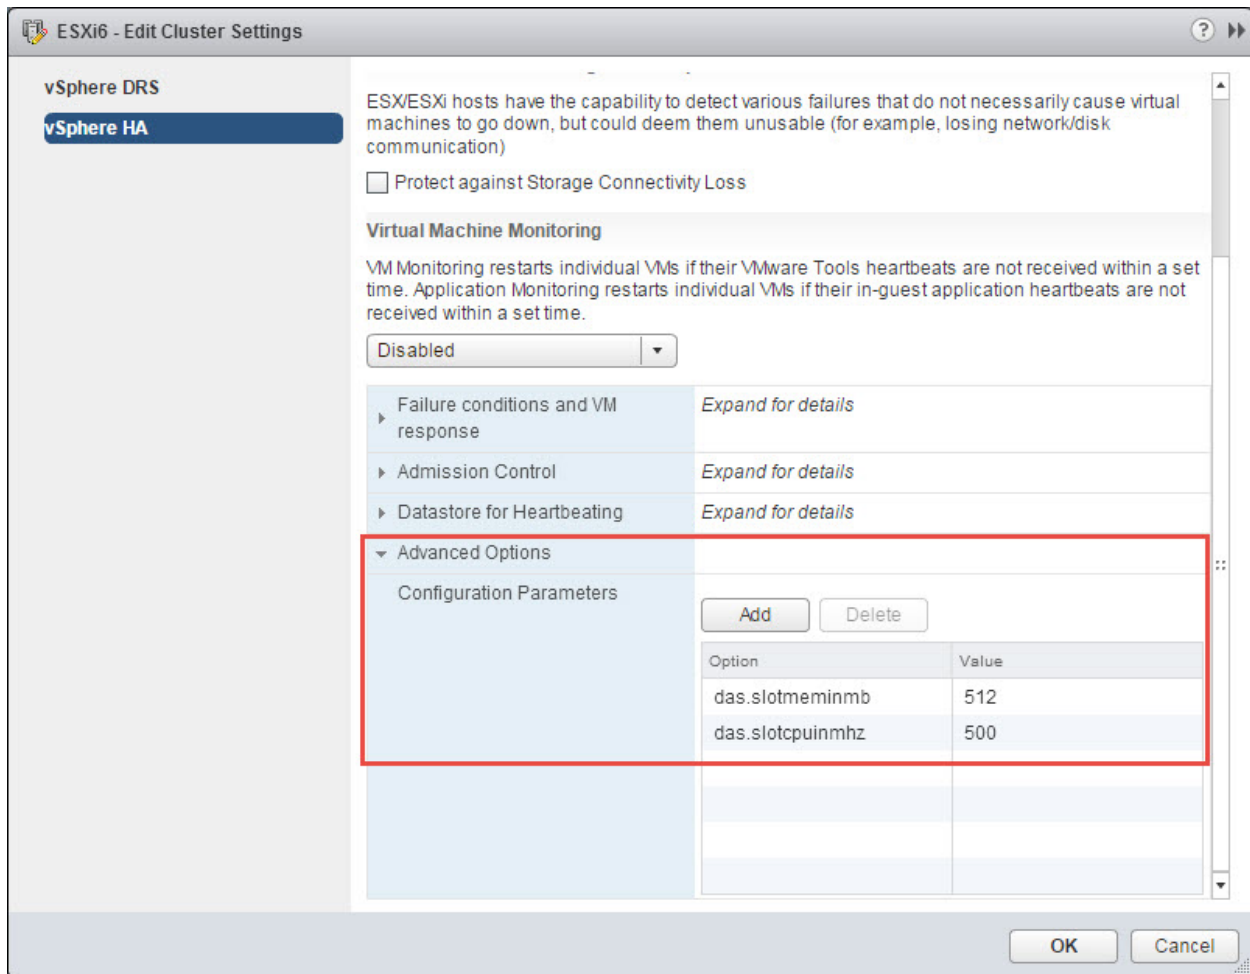 ESXi6 - Edit Cluster Settings
vSphere DRS
vSphere HA
ESX/ESXi hosts have the capability to detect various failures that do not necessarily cause virtual
machines to go down, but could deem them unusable (for example, losing network/disk
communication)
Protect against Storage Connectivity Loss
Virtual Machine Monitoring
VM Monitoring restarts individual VMs if their VMware Tools heartbeats are not received within a set
time. Application Monitoring restarts individual VMs if their in-guest application heartbeats are not
received within a set time.
Disabled
Failure conditions and VM
response
Expand for details
Admission Control
Expand for details
Datastore for Heartbeating
Expand for details
Advanced Options
Configuration Parameters
Add
Delete
Option
Value
das.slotmeminmb
512
das.slotcpuinmhz
500
OK
Cancel